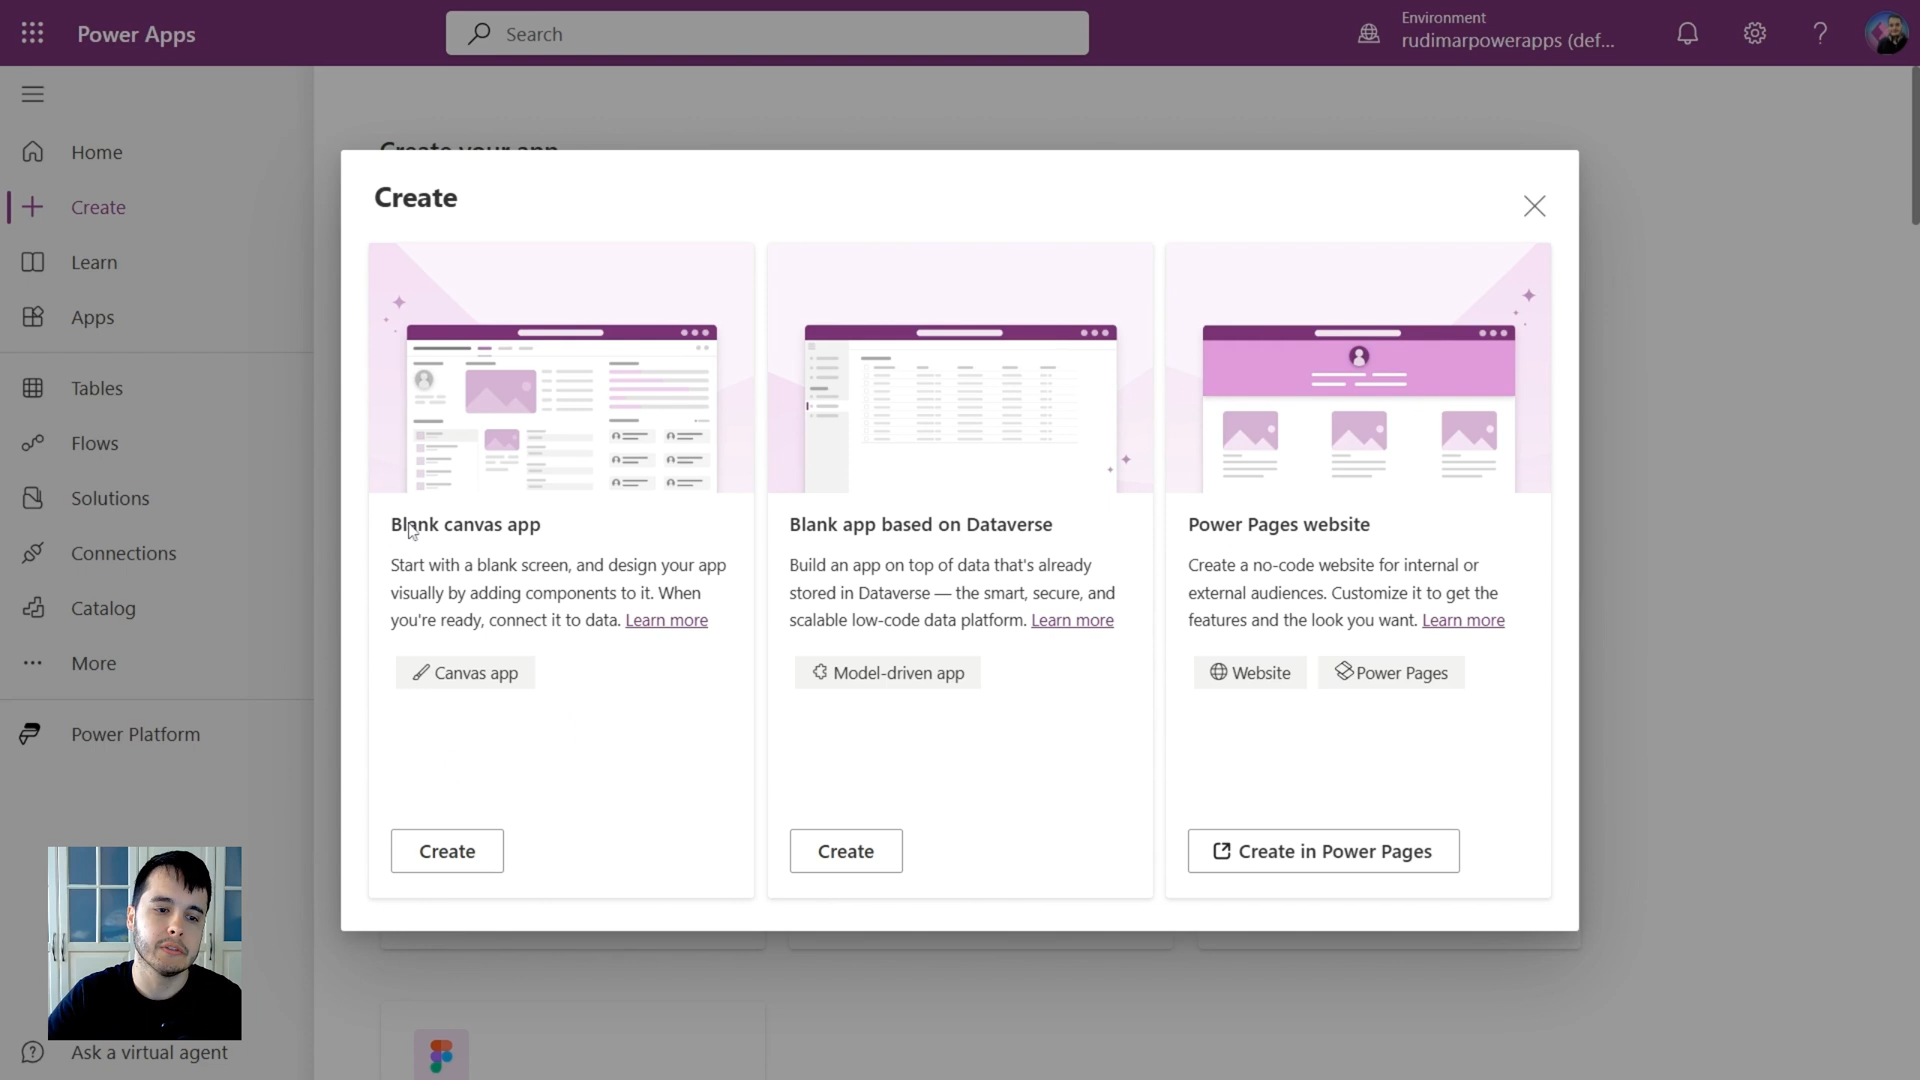 Power Apps
Search
Environment
rudimarpowerapps (def...
Home
Create
Learn
Apps
Tables
Flows
Solutions
Connections
Catalog
More
Power Platform
Ask a virtual agent
Create your app
Create
Blank canvas app
Start with a blank screen, and design your app
visually by adding components to it. When
you're ready, connect it to data. Learn more
Canvas app
Create
Blank app based on Dataverse
Build an app on top of data that's already
stored in Dataverse — the smart, secure, and
scalable low-code data platform. Learn more
Model-driven app
Create
Power Pages website
Create a no-code website for internal or
external audiences. Customize it to get the
features and the look you want. Learn more
Website
Power Pages
Create in Power Pages